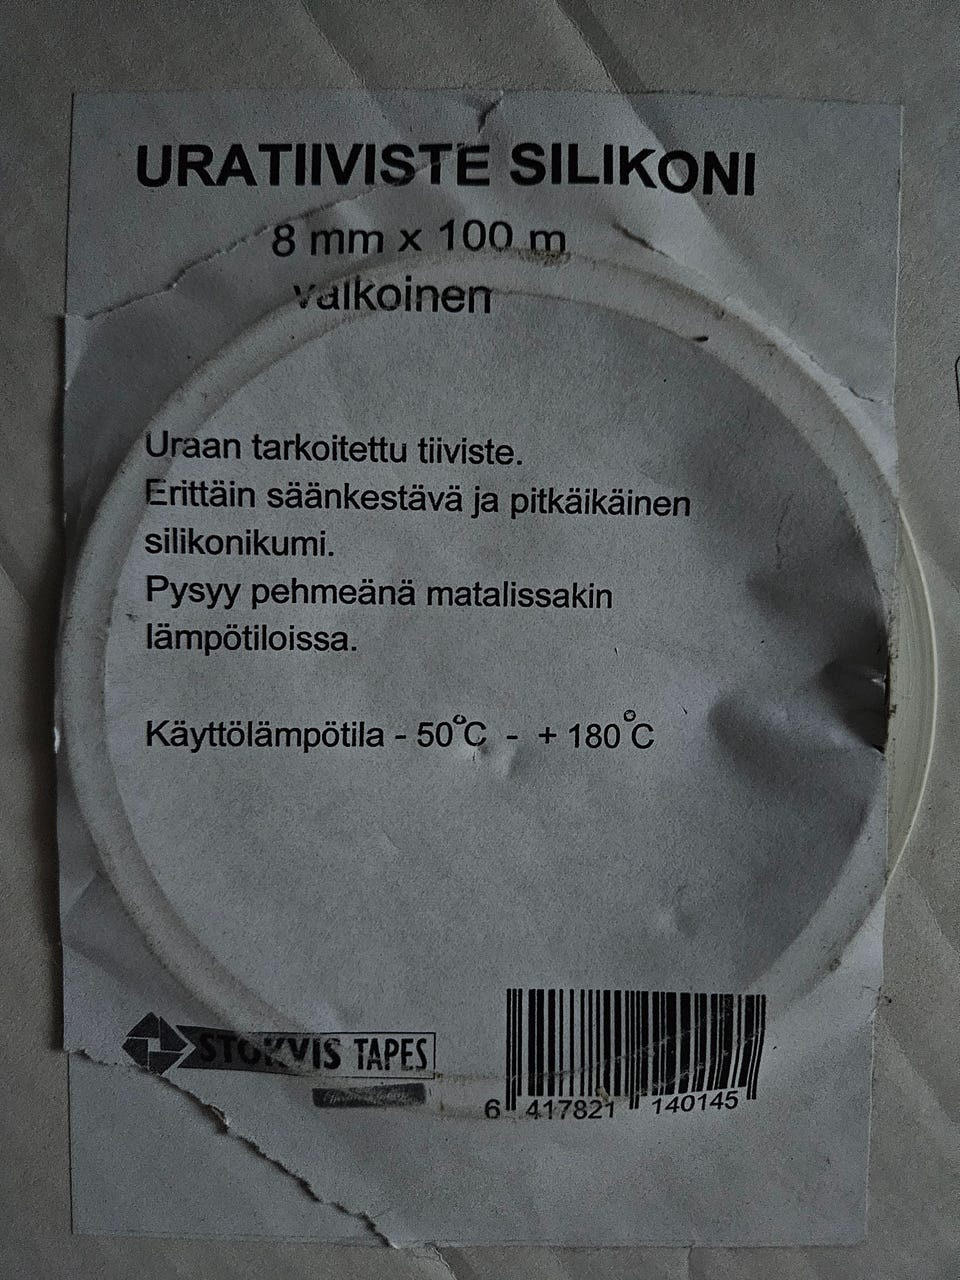 URATIIVISTE SILIKONI
8 mm x 100 m
valkoinen
Uraan tarkoitettu tiiviste.
Erittäin säänkestävä ja pitkäikäinen
silikonikumi.
Pysyy pehmeänä matalissakin
lämpötiloissa.
Käyttölämpötila - 50°C - + 180°C
STOKVIS TAPES
6 417821 140145